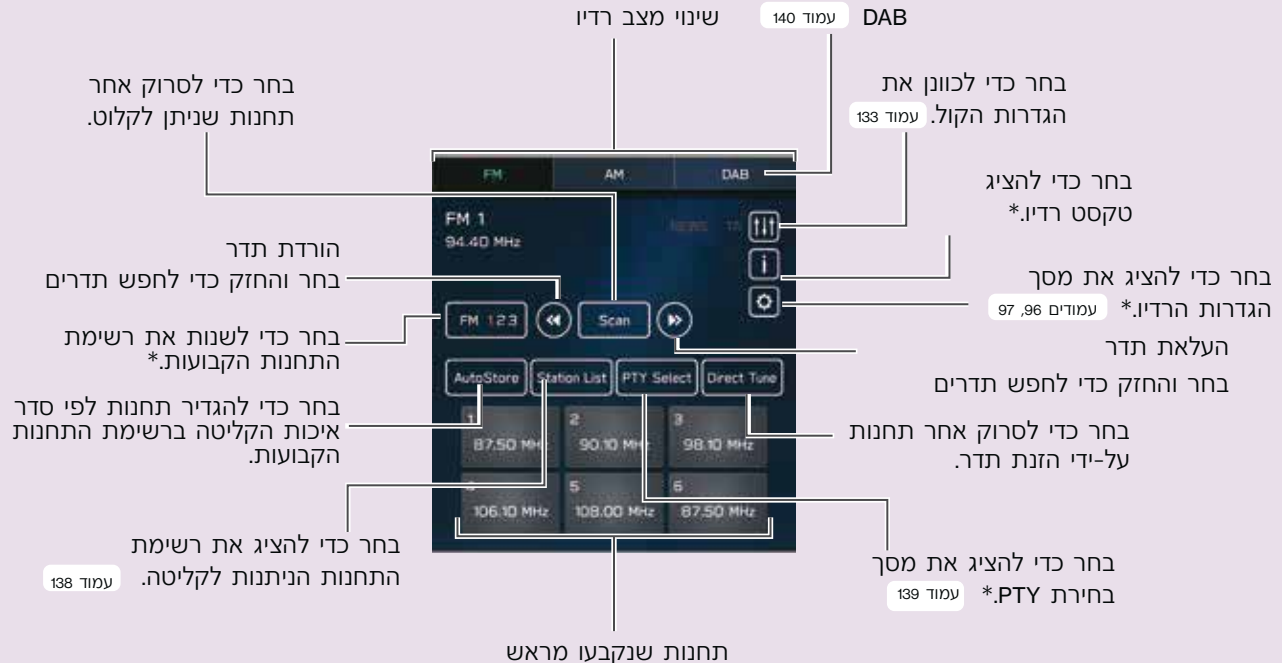 שינוי מצב רדיו
DAB עמוד 140
בחר כדי לסרוק אחר
תחנות שניתן לקלוט.
בחר כדי לכוונן את
הגדרות הקול. עמוד 133
בחר כדי להציג
טקסט רדיו.*
בחר כדי להציג את מסך
הגדרות הרדיו.* עמודים 96, 97
הורדת תדר
בחר והחזק כדי לחפש תדרים
העלאת תדר
בחר והחזק כדי לחפש תדרים
בחר כדי לשנות את רשימת
התחנות הקבועות.*
בחר כדי להגדיר תחנות לפי סדר
איכות הקליטה ברשימת התחנות
הקבועות.
בחר כדי לסרוק אחר תחנות
על-ידי הזנת תדר.
בחר כדי להציג את רשימת
התחנות הניתנות לקליטה. עמוד 138
בחר כדי להציג את מסך
בחירת PTY.* עמוד 139
תחנות שנקבעו מראש
FM AM DAB
FM 1
NEWS
94.40 MHz
i
FM 123 Scan
AutoStore Station List PTY Select Direct Tune
1 2 3
87.50 MHz 90.10 MHz 98.10 MHz
5 6
106.10 MHz 108.00 MHz 87.50 MHz